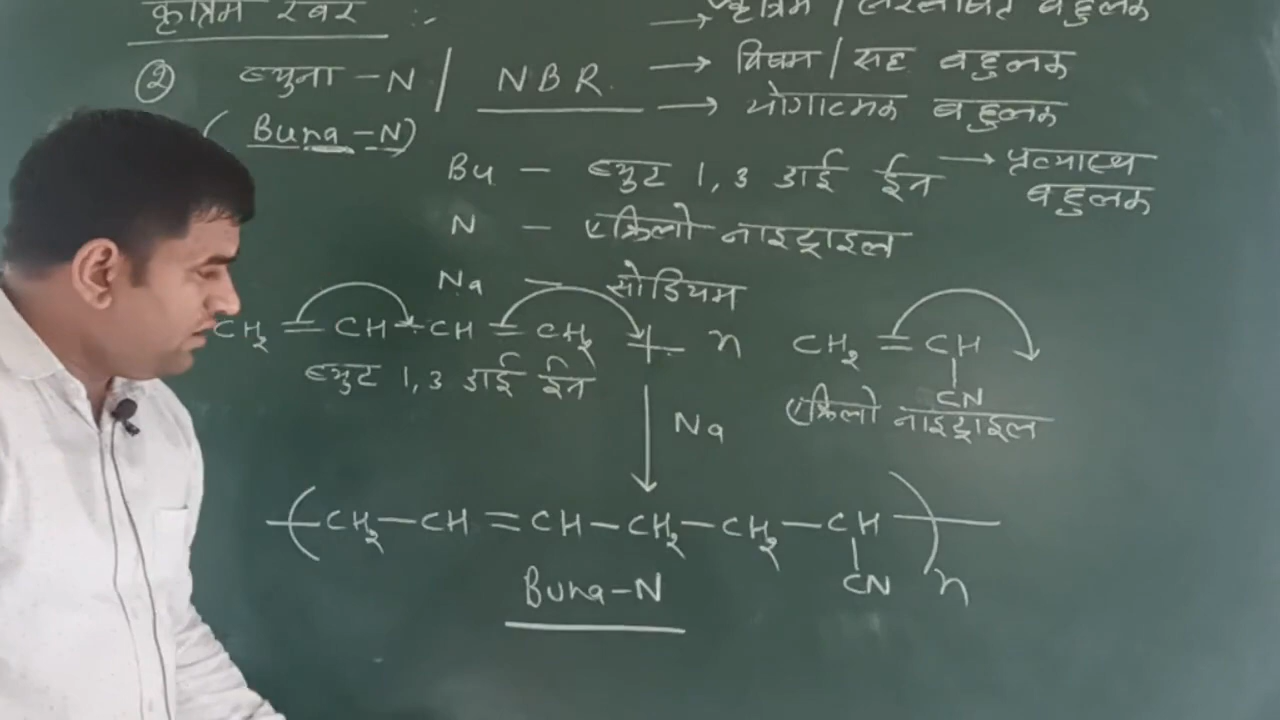 कृत्रिम रबर :-
→ कृत्रिम / संश्लेषित बहुलक
② ब्युना -N / NBR. → विषम / सह बहुलक
(Buna -N) → योगात्मक बहुलक
Bu - ब्युट 1, 3 डाई ईन → प्रत्यास्थ बहुलक
N - एक्रिलो नाइट्राइल
Na - सोडियम
CH₂ = CH - CH = CH₂ + n CH₂ = CH
CN
ब्युट 1, 3 डाई ईन
एक्रिलो नाइट्राइल
Na
( CH₂ - CH = CH - CH₂ - CH₂ - CH ) n
CN
Buna-N